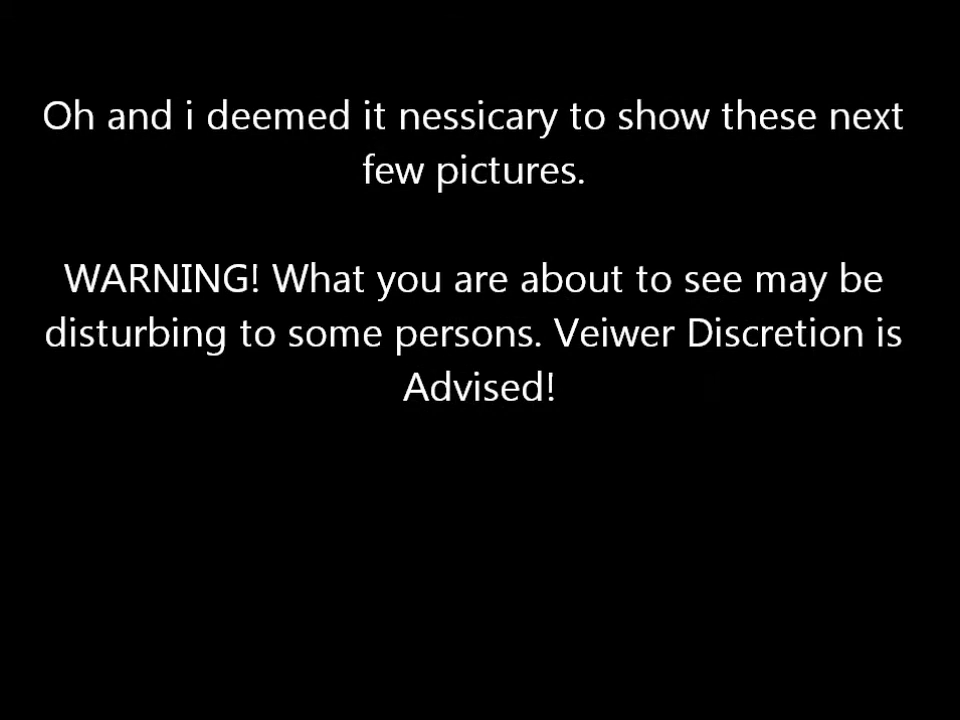 Oh and i deemed it nessicary to show these next
few pictures.
WARNING! What you are about to see may be
disturbing to some persons. Veiwer Discretion is
Advised!